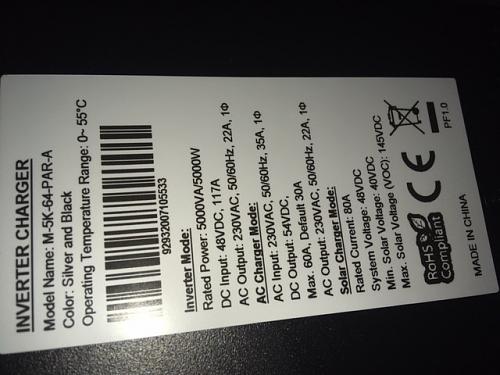 INVERTER CHARGER
Model Name: M-5K-64-PAR-A
Color: Silver and Black
Operating Temperature Range: 0~ 55°C
92932007105533
Inverter Mode:
Rated Power: 5000VA/5000W
DC Input: 48VDC, 117A
AC Output: 230VAC, 50/60Hz, 22A, 1Φ
AC Charger Mode:
AC Input: 230VAC, 50/60Hz, 35A, 1Φ
DC Output: 54VDC,
Max. 60A, Default 30A
AC Output: 230VAC, 50/60Hz, 22A, 1Φ
Solar Charger Mode:
Rated Current: 80A
System Voltage: 48VDC
Min. Solar Voltage: 40VDC
Max. Solar Voltage (VOC): 145VDC
RoHS
Compliant
CE
PF1.0
MADE IN CHINA